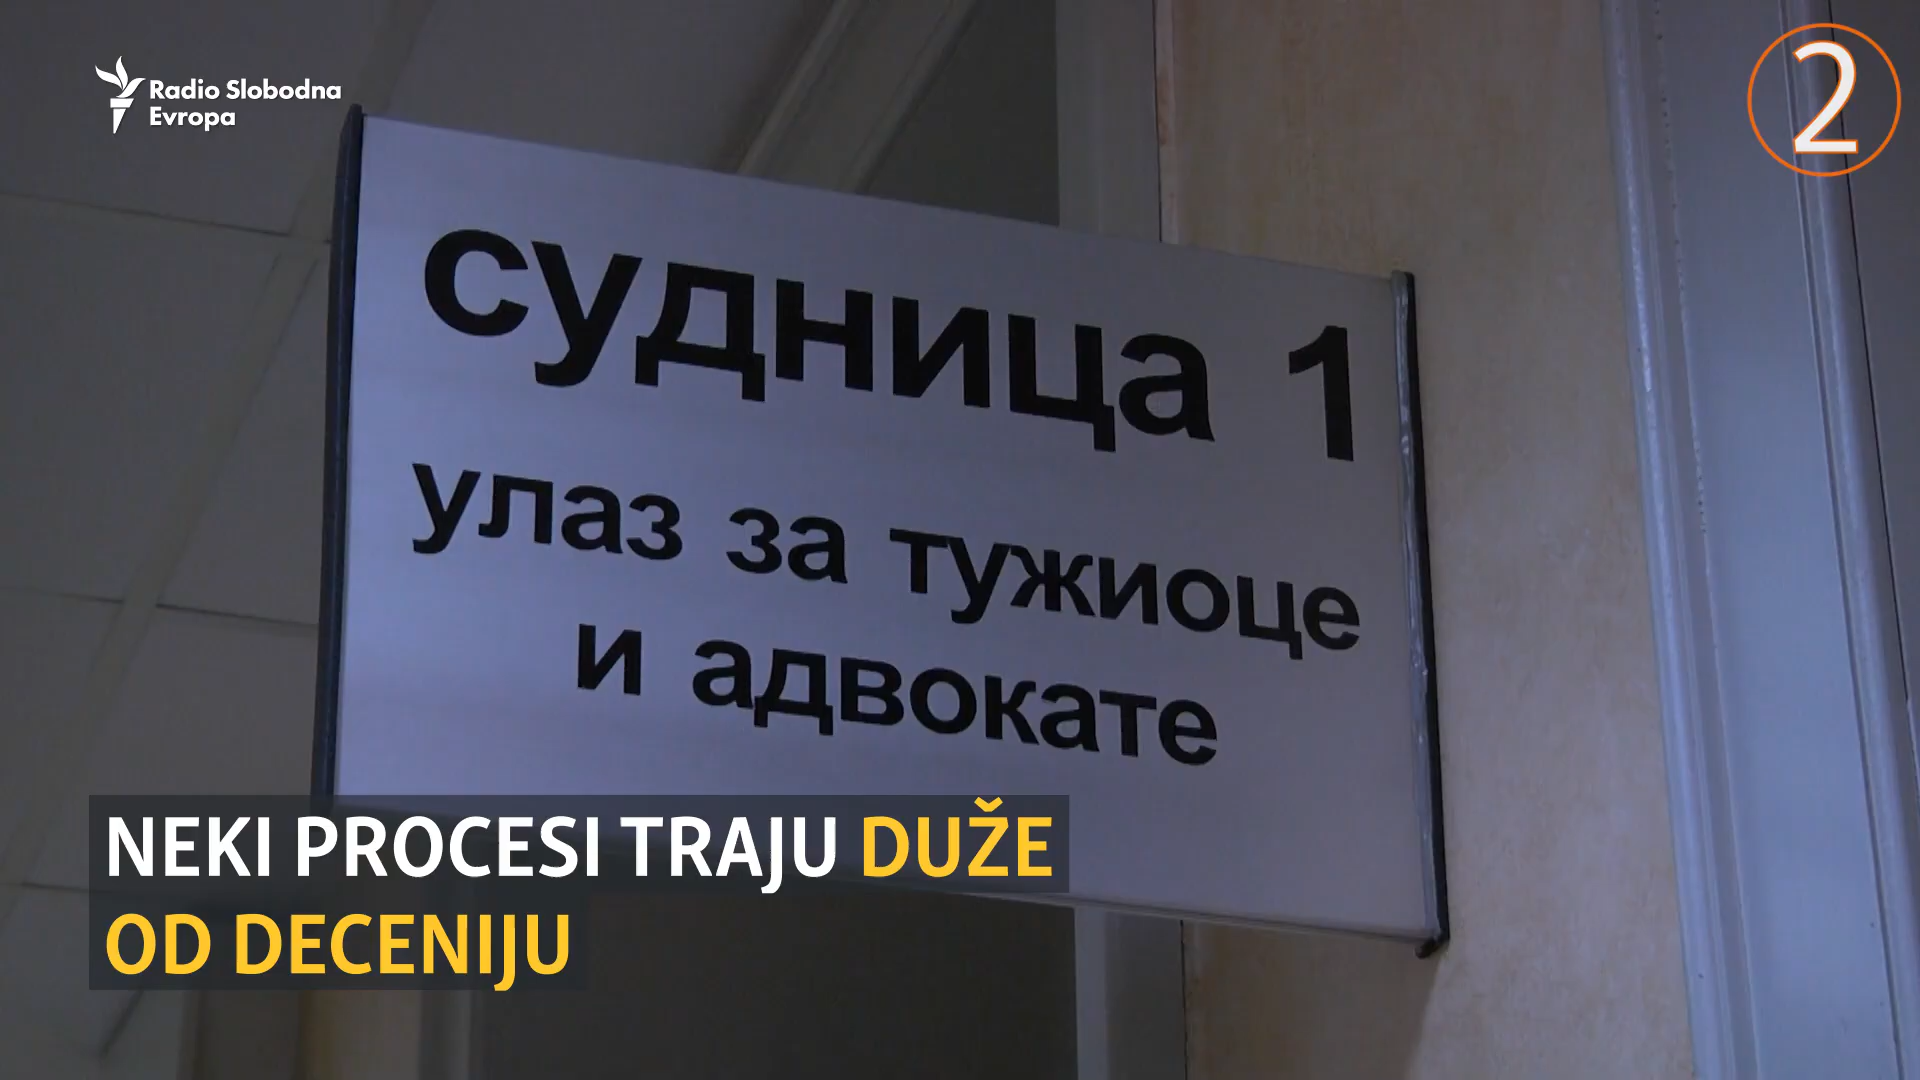 Radio Slobodna
Evropa
2
судница 1
улаз за тужиоце
и адвокате
NEKI PROCESI TRAJU DUŽE
OD DECENIJU